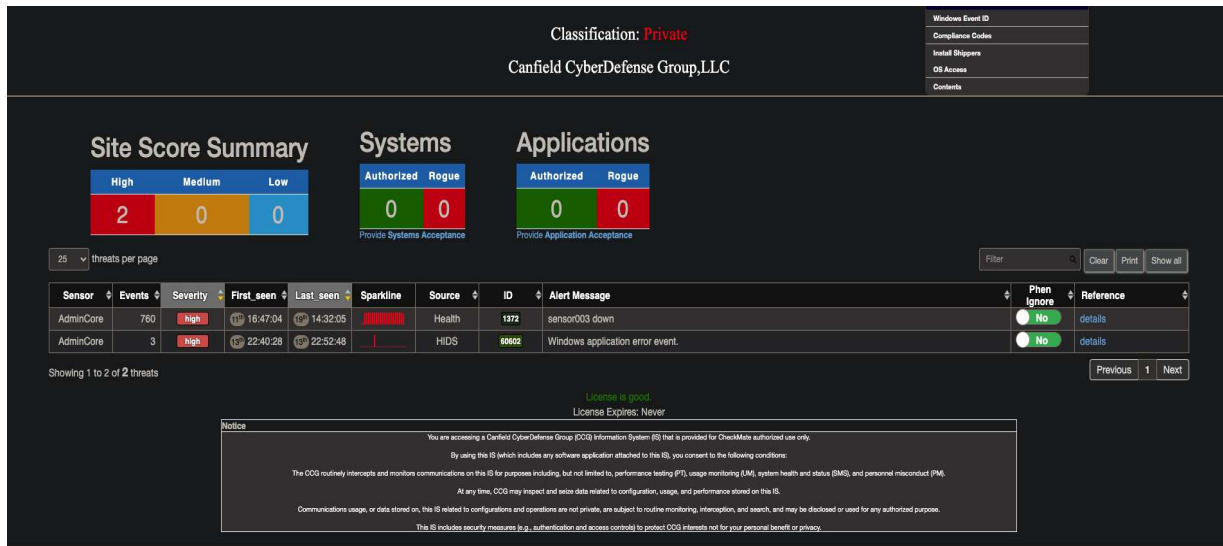 Windows Event ID
Compliance Codes
Install Shippers
OS Access
Contents
Classification: Private
Canfield CyberDefense Group,LLC
Site Score Summary
High Medium Low
2 0 0
Systems
Authorized Rogue
0 0
Provide Systems Acceptance
Applications
Authorized Rogue
0 0
Provide Application Acceptance
25 threats per page
Filter Clear Print Show all
Sensor Events Severity First_seen Last_seen Sparkline Source ID Alert Message Phen Ignore Reference
AdminCore 760 high 11th 16:47:04 19th 14:32:05 Health 1372 sensor003 down No details
AdminCore 3 high 13th 22:40:28 13th 22:52:48 HIDS 60602 Windows application error event. No details
Showing 1 to 2 of 2 threats
Previous 1 Next
License is good.
License Expires: Never
Notice
You are accessing a Canfield CyberDefense Group (CCG) Information System (IS) that is provided for CheckMate authorized use only.
By using this IS (which includes any software application attached to this IS), you consent to the following conditions:
The CCG routinely intercepts and monitors communications on this IS for purposes including, but not limited to, performance testing (PT), usage monitoring (UM), system health and status (SMS), and personnel misconduct (PM).
At any time, CCG may inspect and seize data related to configuration, usage, and performance stored on this IS.
Communications usage, or data stored on, this IS related to configurations and operations are not private, are subject to routine monitoring, interception, and search, and may be disclosed or used for any authorized purpose.
This IS includes security measures (e.g., authentication and access controls) to protect CCG interests not for your personal benefit or privacy.